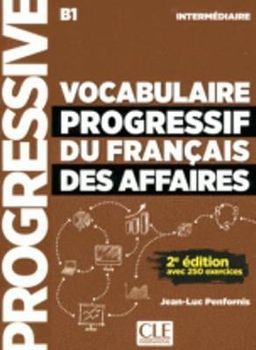 PROGRESSIVE
B1
INTERMÉDIAIRE
VOCABULAIRE
PROGRESSIF
DU FRANÇAIS
DES AFFAIRES
2ᵉ édition
avec 250 exercices
Jean-Luc Penfornis
CLE